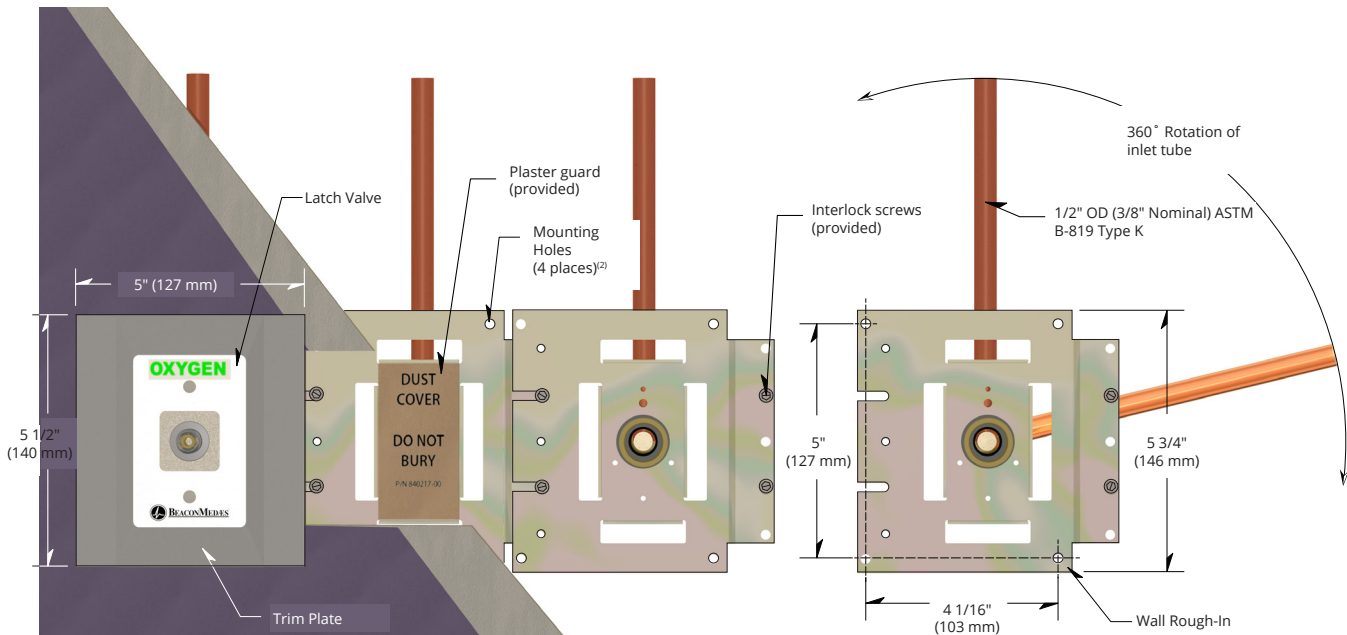 360˚ Rotation of
inlet tube
Plaster guard
(provided)
Latch Valve
Interlock screws
(provided)
1/2" OD (3/8" Nominal) ASTM
B-819 Type K
Mounting
Holes
(4 places)(2)
5" (127 mm)
OXYGEN
DUST
COVER
DO NOT
BURY
P/N 846217-00
5 1/2"
(140 mm)
5"
(127 mm)
5 3/4"
(146 mm)
BEACONMEDÆS
Trim Plate
4 1/16"
(103 mm)
Wall Rough-In